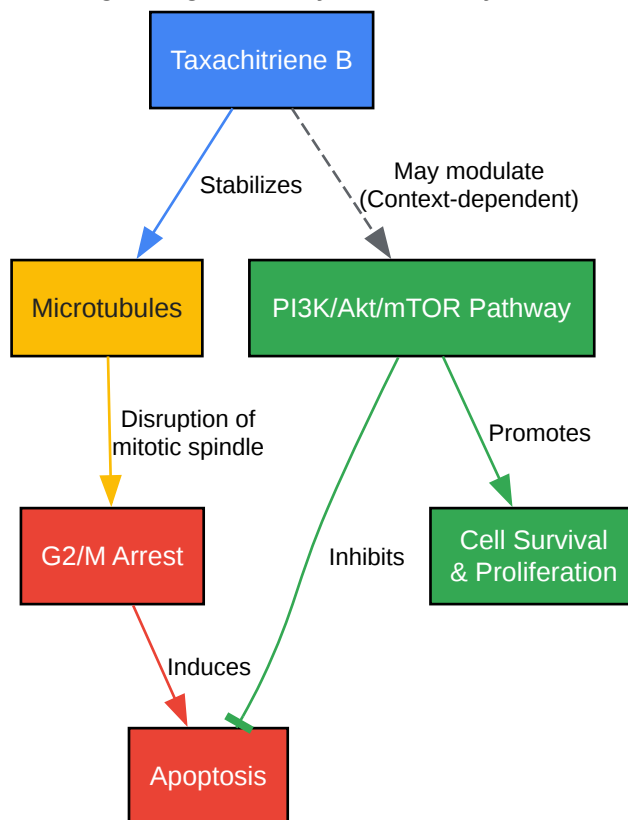 Taxachitriene B
Stabilizes
May modulate
(Context-dependent)
Microtubules
PI3K/Akt/mTOR Pathway
Disruption of
mitotic spindle
Promotes
G2/M Arrest
Inhibits
Cell Survival
& Proliferation
Induces
Apoptosis